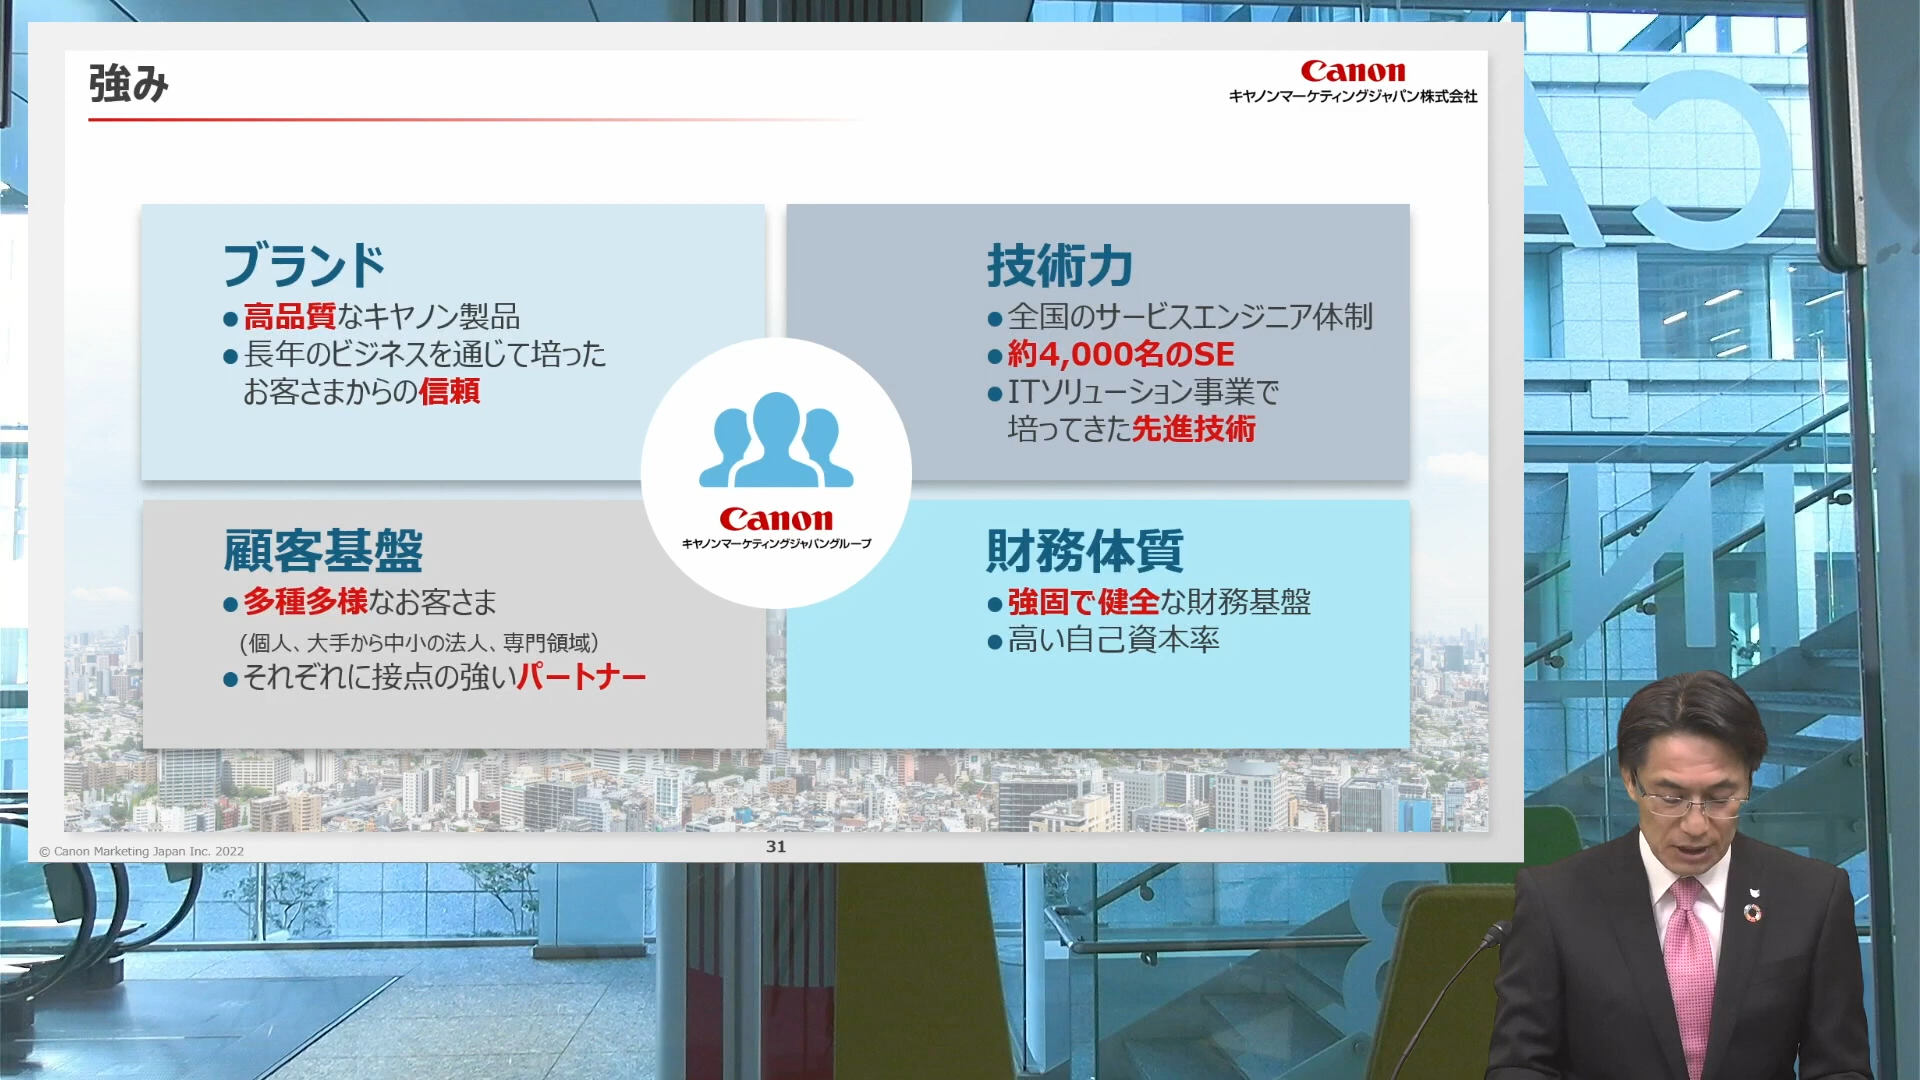 強み
Canon
キヤノンマーケティングジャパン株式会社
ブランド
●高品質なキヤノン製品
●長年のビジネスを通じて培った
お客さまからの信頼
技術力
●全国のサービスエンジニア体制
●約4,000名のSE
●ITソリューション事業で
培ってきた先進技術
Canon
キヤノンマーケティングジャパングループ
顧客基盤
●多種多様なお客さま
(個人、大手から中小の法人、専門領域)
●それぞれに接点の強いパートナー
財務体質
●強固で健全な財務基盤
●高い自己資本率
© Canon Marketing Japan Inc. 2022
31